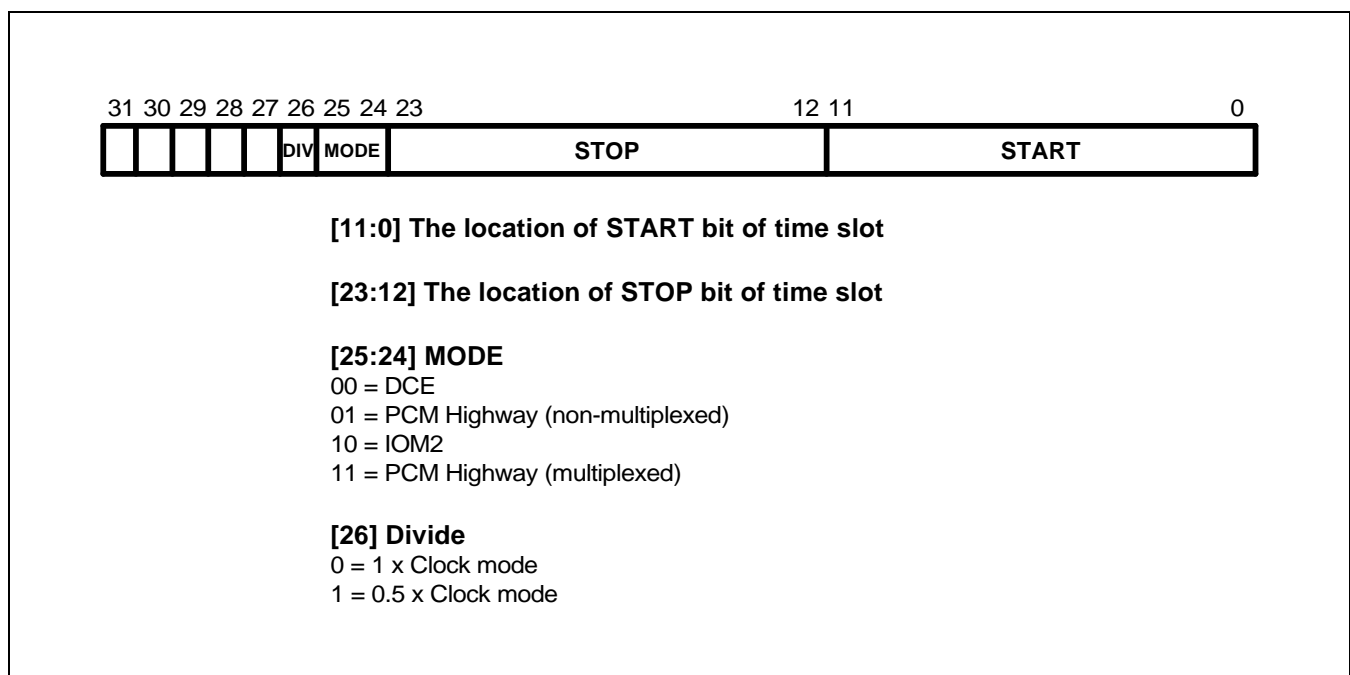 31 30 29 28 27 26 25 24 23 12 11 0
DIV MODE STOP START
[11:0] The location of START bit of time slot
[23:12] The location of STOP bit of time slot
[25:24] MODE
00 = DCE
01 = PCM Highway (non-multiplexed)
10 = IOM2
11 = PCM Highway (multiplexed)
[26] Divide
0 = 1 x Clock mode
1 = 0.5 x Clock mode